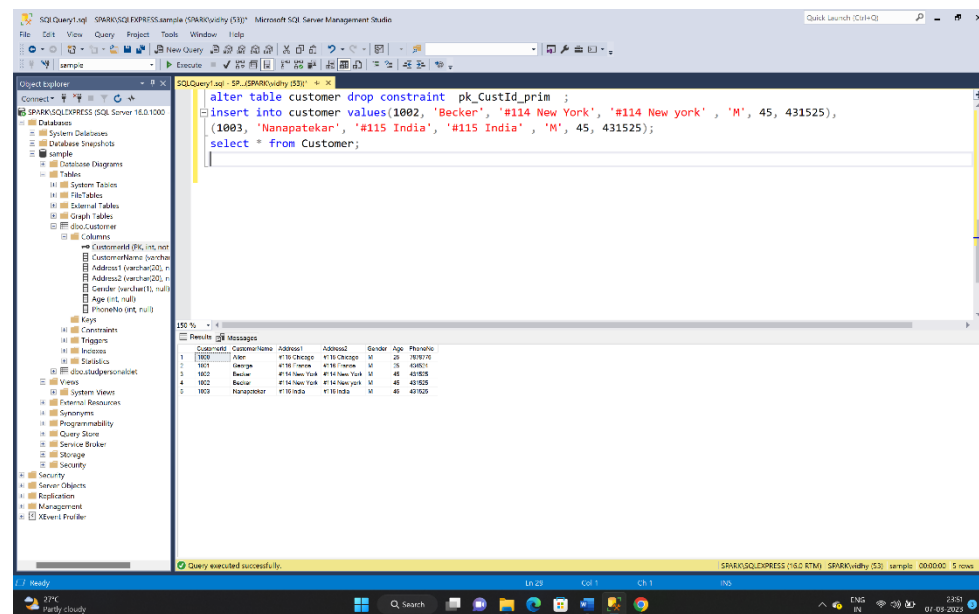 SQLQuery1.sql - SPARK\SQLEXPRESS.sample (SPARK\vidhy (53))* - Microsoft SQL Server Management Studio
Quick Launch (Ctrl+Q)
File Edit View Query Project Tools Window Help
New Query
sample
Execute
Object Explorer
SQLQuery1.sql - SP...(SPARK\vidhy (53))*
Connect
SPARK\SQLEXPRESS (SQL Server 16.0.1000
Databases
System Databases
Database Snapshots
sample
Database Diagrams
Tables
System Tables
FileTables
External Tables
Graph Tables
dbo.Customer
Columns
CustomerId (PK, int, not
CustomerName (varchar
Address1 (varchar(20), n
Address2 (varchar(20), n
Gender (varchar(1), null)
Age (int, null)
PhoneNo (int, null)
Keys
Constraints
Triggers
Indexes
Statistics
dbo.studpersonaldet
Views
System Views
External Resources
Synonyms
Programmability
Query Store
Service Broker
Storage
Security
Security
Server Objects
Replication
Management
XEvent Profiler
alter table customer drop constraint pk_CustId_prim ;
insert into customer values(1002, 'Becker', '#114 New York', '#114 New york' , 'M', 45, 431525),
(1003, 'Nanapatekar', '#115 India', '#115 India' , 'M', 45, 431525);
select * from Customer;
150 %
Results Messages
CustomerId CustomerName Address1 Address2 Gender Age PhoneNo
1 1000 #116 Chicago #116 Chicago M 25
2 1001 George #116 France #116 France M 25
3 1002 Becker #114 New York #114 New York M 45 431525
4 1002 Becker #114 New York #114 New york M 45 431525
5 1003 Nanapatekar India India M 45 431525
Query executed successfully.
SPARK\SQLEXPRESS (16.0 RTM) SPARK\vidhy (53) sample 00:00:00 5 rows
Ready
Ln 29 Col 1 Ch 1 INS
27°C
Partly cloudy
Search
ENG
IN
23:51
07-03-2023